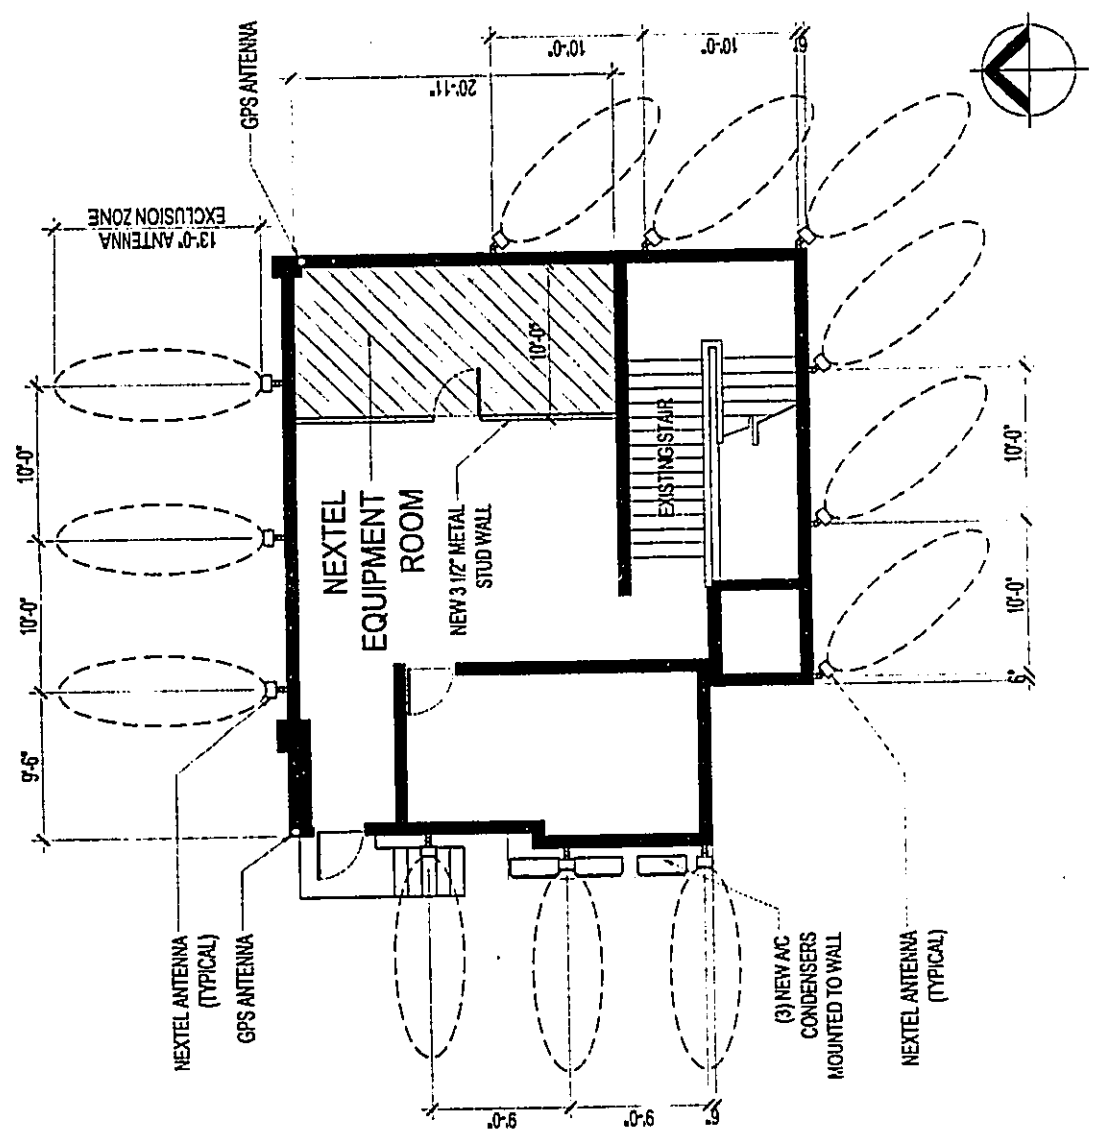 GPS ANTENNA
13'-0" ANTENNA
EXCLUSION ZONE
20'-11"
10'-0"
10'-0"
6"
10'-0"
10'-0"
9'-6"
NEXTEL
EQUIPMENT
ROOM
NEW 3 1/2" METAL
STUD WALL
10'-0"
EXISTING STAIR
10'-0"
10'-0"
6"
NEXTEL ANTENNA
(TYPICAL)
GPS ANTENNA
(3) NEW A/C
CONDENSERS
MOUNTED TO WALL
NEXTEL ANTENNA
(TYPICAL)
9'-0"
9'-0"
6"